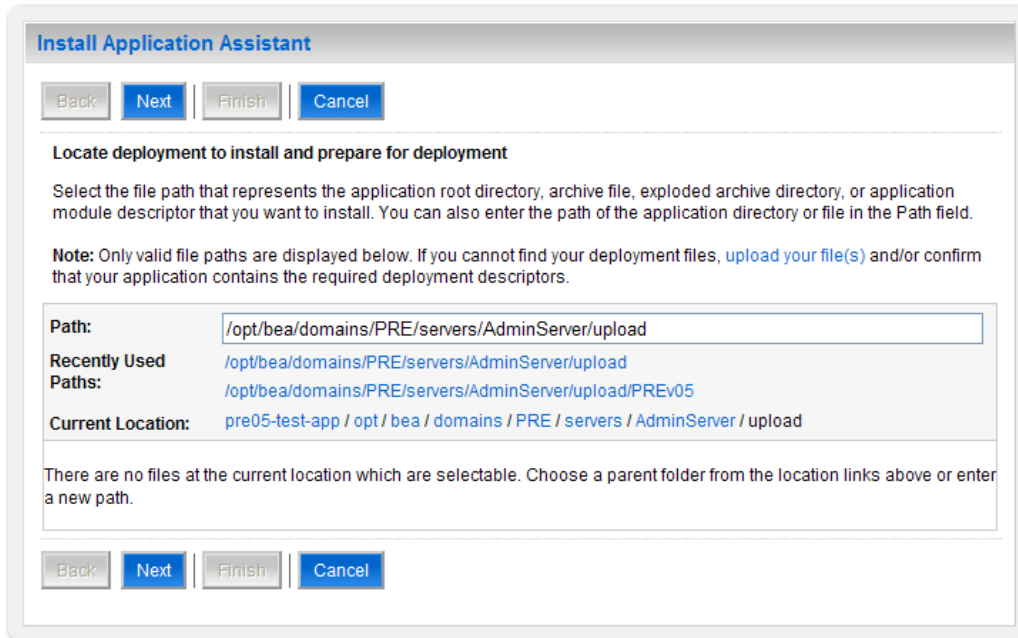 Install Application Assistant
Back Next Finish Cancel
Locate deployment to install and prepare for deployment
Select the file path that represents the application root directory, archive file, exploded archive directory, or application
module descriptor that you want to install. You can also enter the path of the application directory or file in the Path field.
Note: Only valid file paths are displayed below. If you cannot find your deployment files, upload your file(s) and/or confirm
that your application contains the required deployment descriptors.
Path: /opt/bea/domains/PRE/servers/AdminServer/upload
Recently Used Paths: /opt/bea/domains/PRE/servers/AdminServer/upload
/opt/bea/domains/PRE/servers/AdminServer/upload/PREv05
Current Location: pre05-test-app / opt / bea / domains / PRE / servers / AdminServer / upload
There are no files at the current location which are selectable. Choose a parent folder from the location links above or enter
a new path.
Back Next Finish Cancel